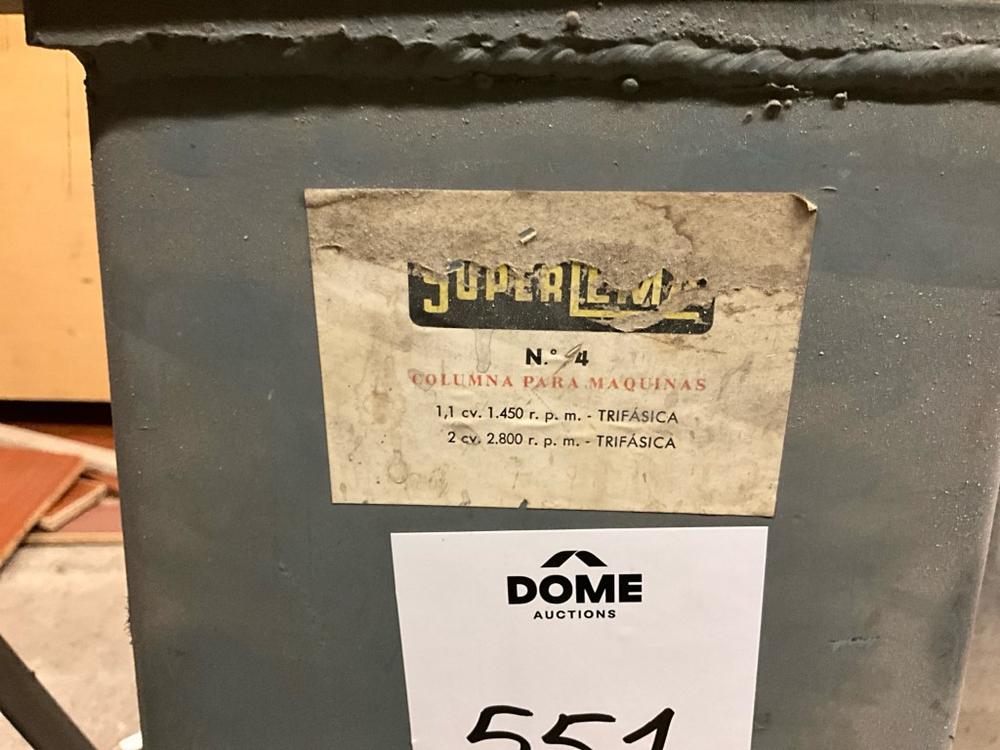 SUPERLEMA
N.º 4
COLUMNA PARA MAQUINAS
1,1 cv. 1.450 r. p. m. - TRIFÁSICA
2 cv. 2.800 r. p. m. - TRIFÁSICA
DOME
AUCTIONS
551